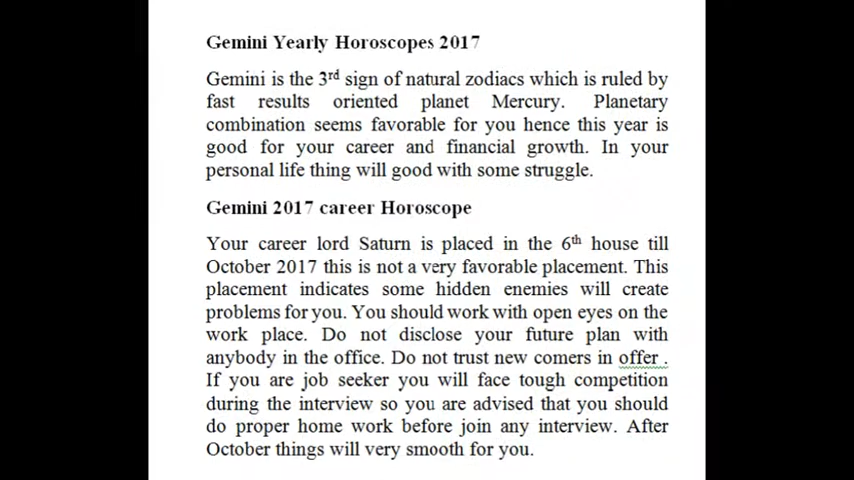 Gemini Yearly Horoscopes 2017
Gemini is the 3rd sign of natural zodiacs which is ruled by
fast results oriented planet Mercury. Planetary
combination seems favorable for you hence this year is
good for your career and financial growth. In your
personal life thing will good with some struggle.
Gemini 2017 career Horoscope
Your career lord Saturn is placed in the 6th house till
October 2017 this is not a very favorable placement. This
placement indicates some hidden enemies will create
problems for you. You should work with open eyes on the
work place. Do not disclose your future plan with
anybody in the office. Do not trust new comers in offer .
If you are job seeker you will face tough competition
during the interview so you are advised that you should
do proper home work before join any interview. After
October things will very smooth for you.